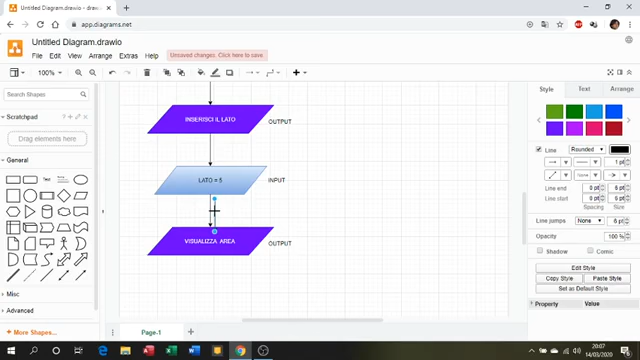 Untitled Diagram.drawio - draw.io
app.diagrams.net
Untitled Diagram.drawio
File Edit View Arrange Extras Help
Unsaved changes. Click here to save.
100%
Search Shapes
Scratchpad
Drag elements here
General
Text
Misc
Advanced
+ More Shapes...
INSERISCI IL LATO
OUTPUT
LATO = 5
INPUT
VISUALIZZA AREA
OUTPUT
Page-1
Style Text Arrange
Line Rounded
1 pt
Line end 0 pt 6 pt
Line start 0 pt 6 pt
Spacing Size
Line jumps None 6 pt
Opacity 100 %
Shadow Comic
Edit Style
Copy Style Paste Style
Set as Default Style
Property Value
20:07
14/03/2020